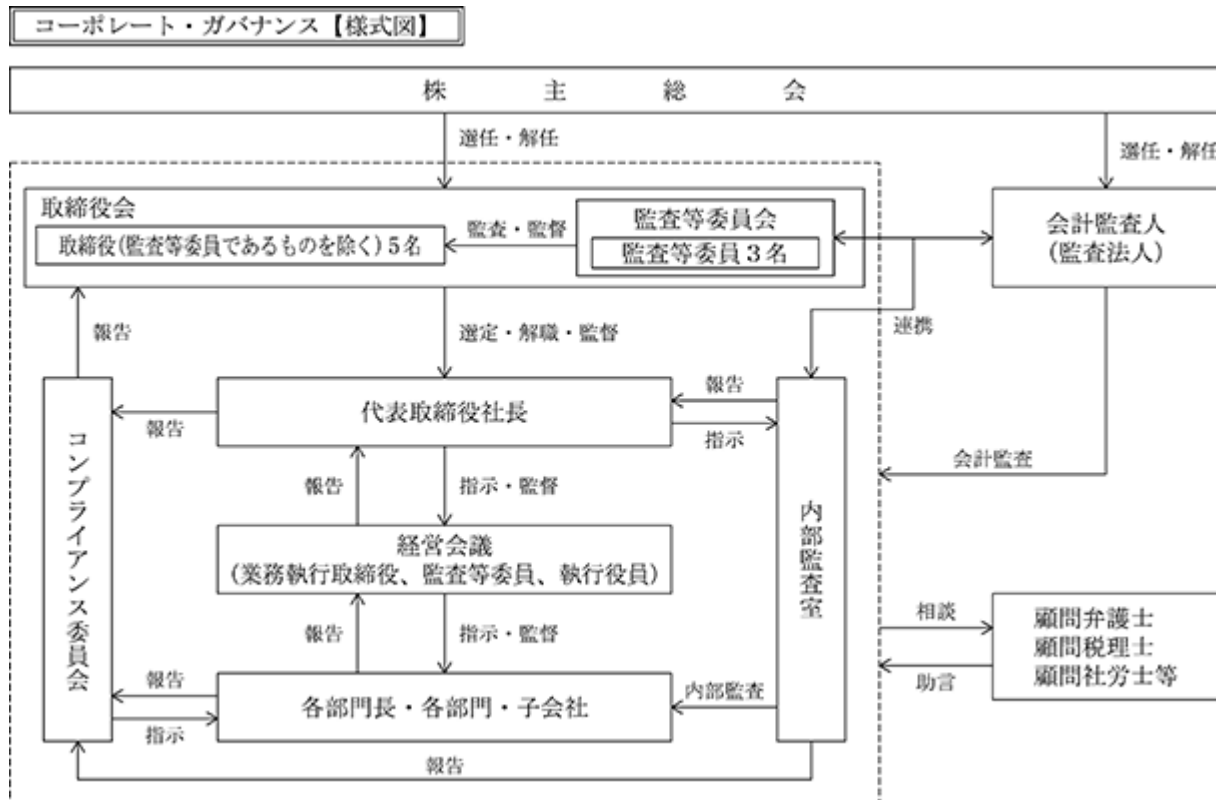 コーポレート・ガバナンス【様式図】
株主総会
選任・解任
選任・解任
取締役会
取締役(監査等委員であるものを除く)5名
監査・監督
監査等委員会
監査等委員3名
会計監査人
(監査法人)
連携
報告
選定・解職・監督
コンプライアンス委員会
報告
代表取締役社長
報告
指示
内部監査室
会計監査
報告
指示・監督
経営会議
(業務執行取締役、監査等委員、執行役員)
報告
指示・監督
相談
助言
顧問弁護士
顧問税理士
顧問社労士等
報告
指示
各部門長・各部門・子会社
内部監査
報告